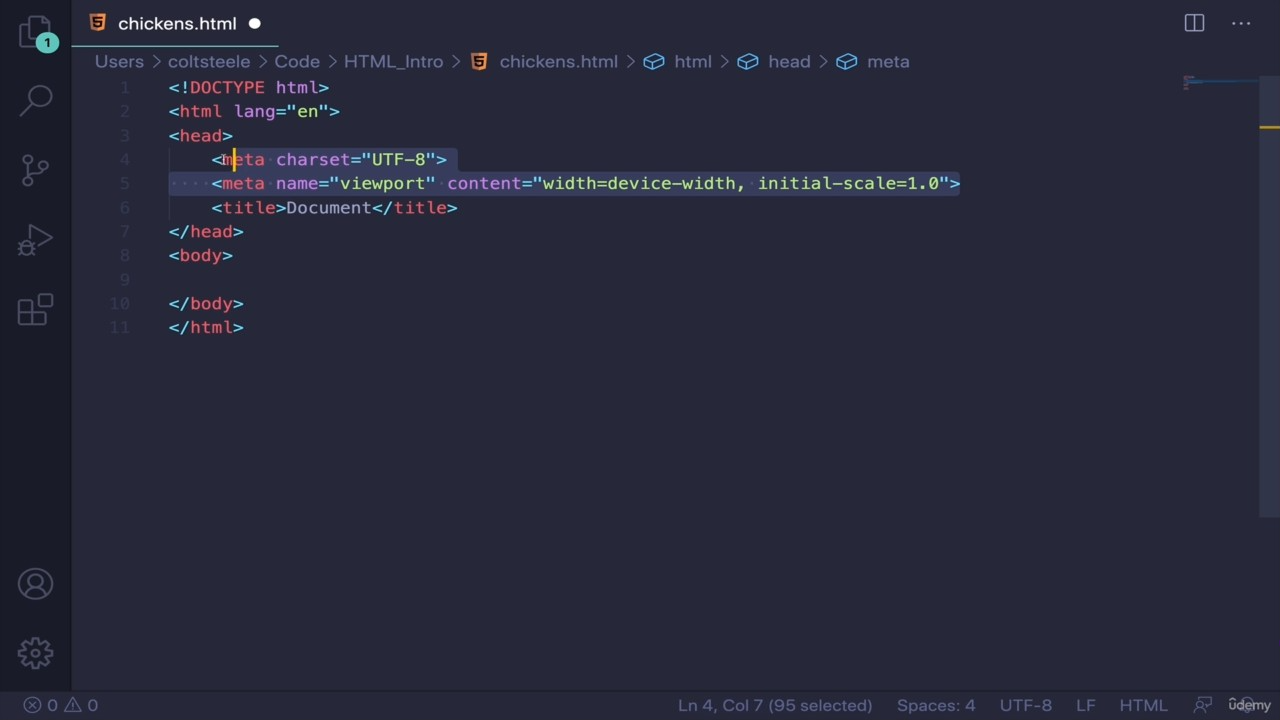 chickens.html
1
Users > coltsteele > Code > HTML_Intro > chickens.html > html > head > meta
1 <!DOCTYPE html>
2 <html lang="en">
3 <head>
4     <meta charset="UTF-8">
5     <meta name="viewport" content="width=device-width, initial-scale=1.0">
6     <title>Document</title>
7 </head>
8 <body>
9
10 </body>
11 </html>
0 0 Ln 4, Col 7 (95 selected) Spaces: 4 UTF-8 LF HTML
ûdemy